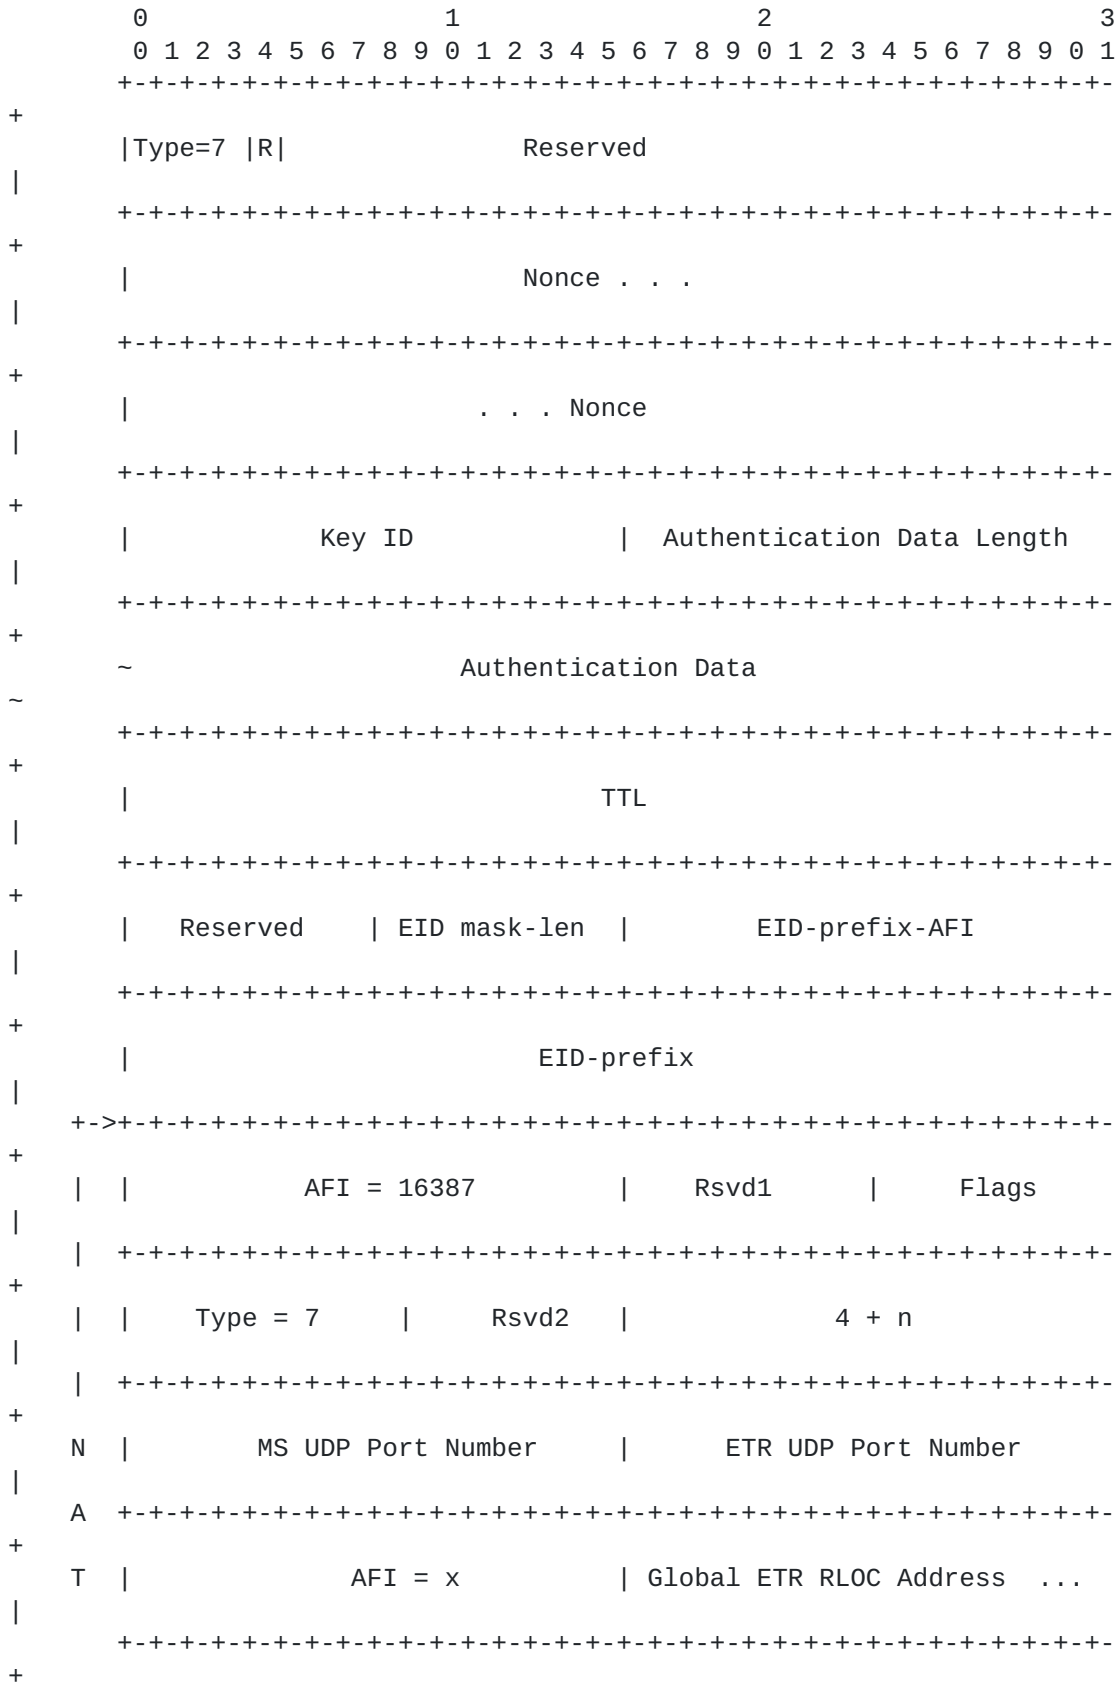 0                   1                   2                     3
        0 1 2 3 4 5 6 7 8 9 0 1 2 3 4 5 6 7 8 9 0 1 2 3 4 5 6 7 8 9 0 1
       +-+-+-+-+-+-+-+-+-+-+-+-+-+-+-+-+-+-+-+-+-+-+-+-+-+-+-+-+-+-+-+-
+
       |Type=7 |R|               Reserved
|
       +-+-+-+-+-+-+-+-+-+-+-+-+-+-+-+-+-+-+-+-+-+-+-+-+-+-+-+-+-+-+-+-
+
       |                         Nonce . . .
|
       +-+-+-+-+-+-+-+-+-+-+-+-+-+-+-+-+-+-+-+-+-+-+-+-+-+-+-+-+-+-+-+-
+
       |                      . . . Nonce
|
       +-+-+-+-+-+-+-+-+-+-+-+-+-+-+-+-+-+-+-+-+-+-+-+-+-+-+-+-+-+-+-+-
+
       |            Key ID             |  Authentication Data Length
|
       +-+-+-+-+-+-+-+-+-+-+-+-+-+-+-+-+-+-+-+-+-+-+-+-+-+-+-+-+-+-+-+-
+
       ~                     Authentication Data
~
       +-+-+-+-+-+-+-+-+-+-+-+-+-+-+-+-+-+-+-+-+-+-+-+-+-+-+-+-+-+-+-+-
+
       |                              TTL
|
       +-+-+-+-+-+-+-+-+-+-+-+-+-+-+-+-+-+-+-+-+-+-+-+-+-+-+-+-+-+-+-+-
+
       |   Reserved    | EID mask-len  |        EID-prefix-AFI
|
       +-+-+-+-+-+-+-+-+-+-+-+-+-+-+-+-+-+-+-+-+-+-+-+-+-+-+-+-+-+-+-+-
+
       |                          EID-prefix
|
    +->+-+-+-+-+-+-+-+-+-+-+-+-+-+-+-+-+-+-+-+-+-+-+-+-+-+-+-+-+-+-+-+-
+
    |  |           AFI = 16387         |    Rsvd1      |     Flags
|
    |  +-+-+-+-+-+-+-+-+-+-+-+-+-+-+-+-+-+-+-+-+-+-+-+-+-+-+-+-+-+-+-+-
+
    |  |    Type = 7     |     Rsvd2   |             4 + n
|
    |  +-+-+-+-+-+-+-+-+-+-+-+-+-+-+-+-+-+-+-+-+-+-+-+-+-+-+-+-+-+-+-+-
+
    N  |        MS UDP Port Number     |      ETR UDP Port Number
|
    A  +-+-+-+-+-+-+-+-+-+-+-+-+-+-+-+-+-+-+-+-+-+-+-+-+-+-+-+-+-+-+-+-
+
    T  |              AFI = x          | Global ETR RLOC Address  ...
|
       +-+-+-+-+-+-+-+-+-+-+-+-+-+-+-+-+-+-+-+-+-+-+-+-+-+-+-+-+-+-+-+-
+